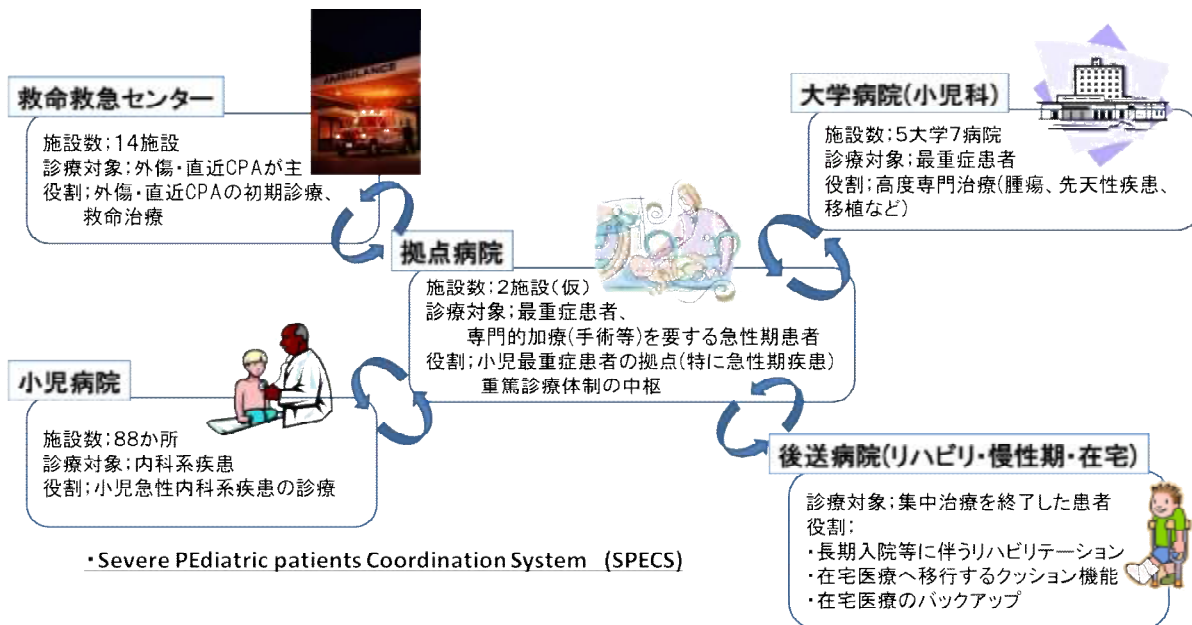 救命救急センター
施設数;14施設
診療対象;外傷・直近CPAが主
役割;外傷・直近CPAの初期診療、
救命治療
AMBULANCE
大学病院(小児科)
施設数:5大学7病院
診療対象;最重症患者
役割;高度専門治療(腫瘍、先天性疾患、
移植など)
拠点病院
施設数:2施設(仮)
診療対象;最重症患者、
専門的加療(手術等)を要する急性期患者
役割;小児最重症患者の拠点(特に急性期疾患)
重篤診療体制の中枢
小児病院
施設数:88か所
診療対象;内科系疾患
役割;小児急性内科系疾患の診療
後送病院(リハビリ・慢性期・在宅)
診療対象;集中治療を終了した患者
役割:
・長期入院等に伴うリハビリテーション
・在宅医療へ移行するクッション機能
・在宅医療のバックアップ
・Severe PEdiatric patients Coordination System (SPECS)